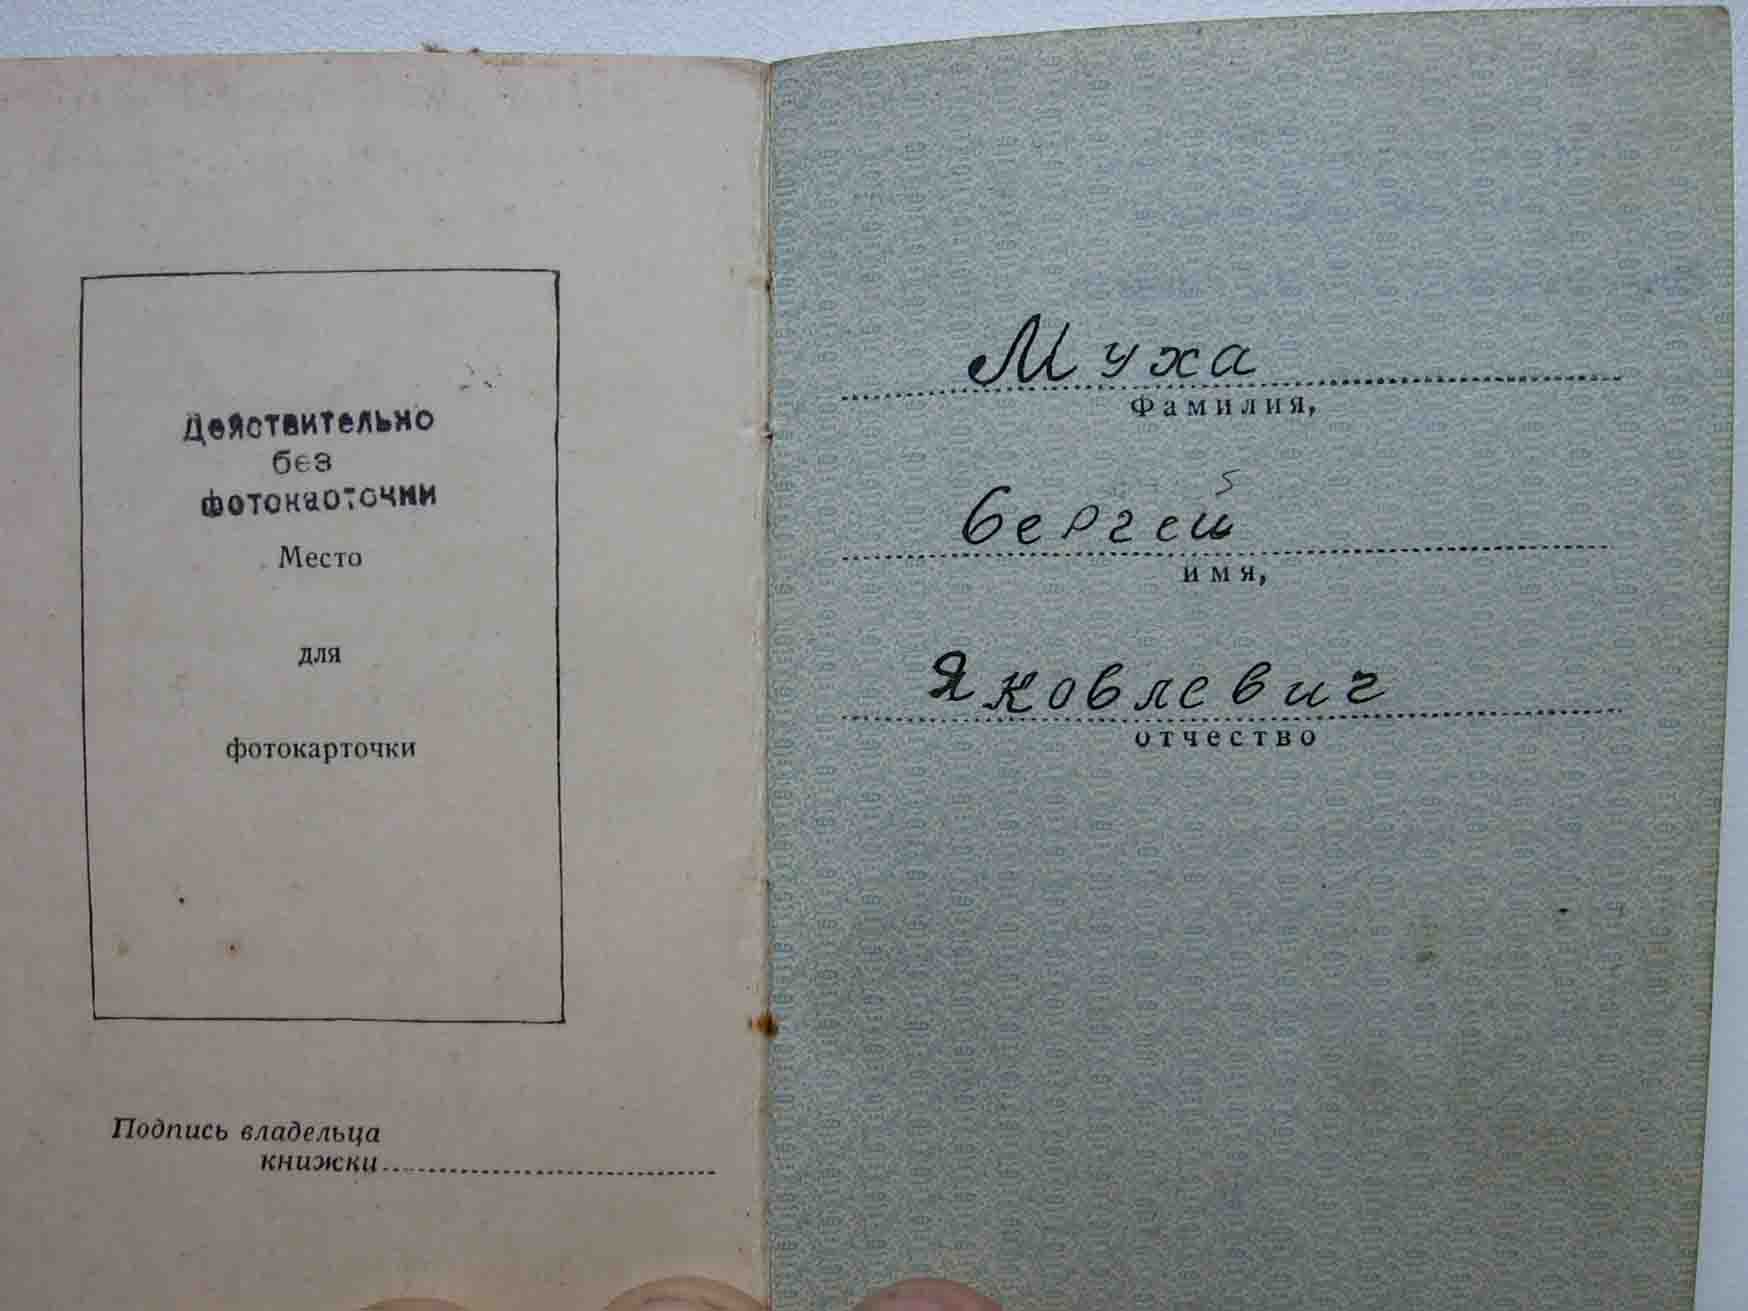 Действительно
без
фотокарточки
Место
для
фотокарточки
Подпись владельца
книжки
Муха
Фамилия,
Сергей
имя,
Яковлевич
отчество